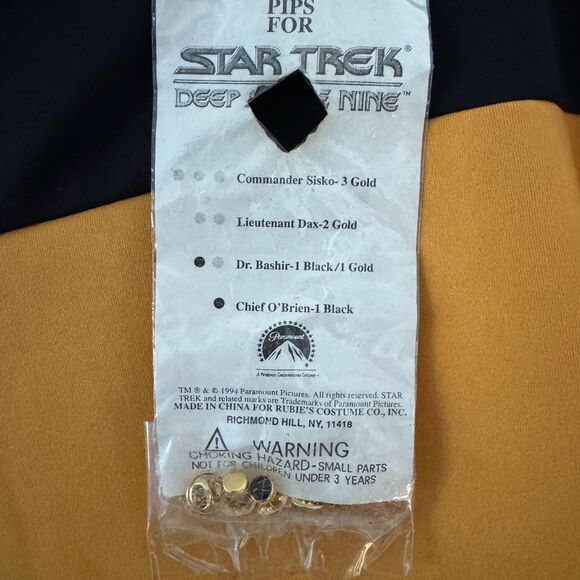 PIPS
FOR
STAR TREK®
DEEP NINE™
Commander Sisko- 3 Gold
Lieutenant Dax-2 Gold
Dr. Bashir-1 Black/1 Gold
Chief O'Brien-1 Black
Paramount
A Paramount Communications Company
TM ® & © 1994 Paramount Pictures. All rights reserved. STAR
TREK and related marks are Trademarks of Paramount Pictures.
MADE IN CHINA FOR RUBIE'S COSTUME CO., INC.
RICHMOND HILL, NY, 11418
WARNING
CHOKING HAZARD-SMALL PARTS
NOT FOR CHILDREN UNDER 3 YEARS